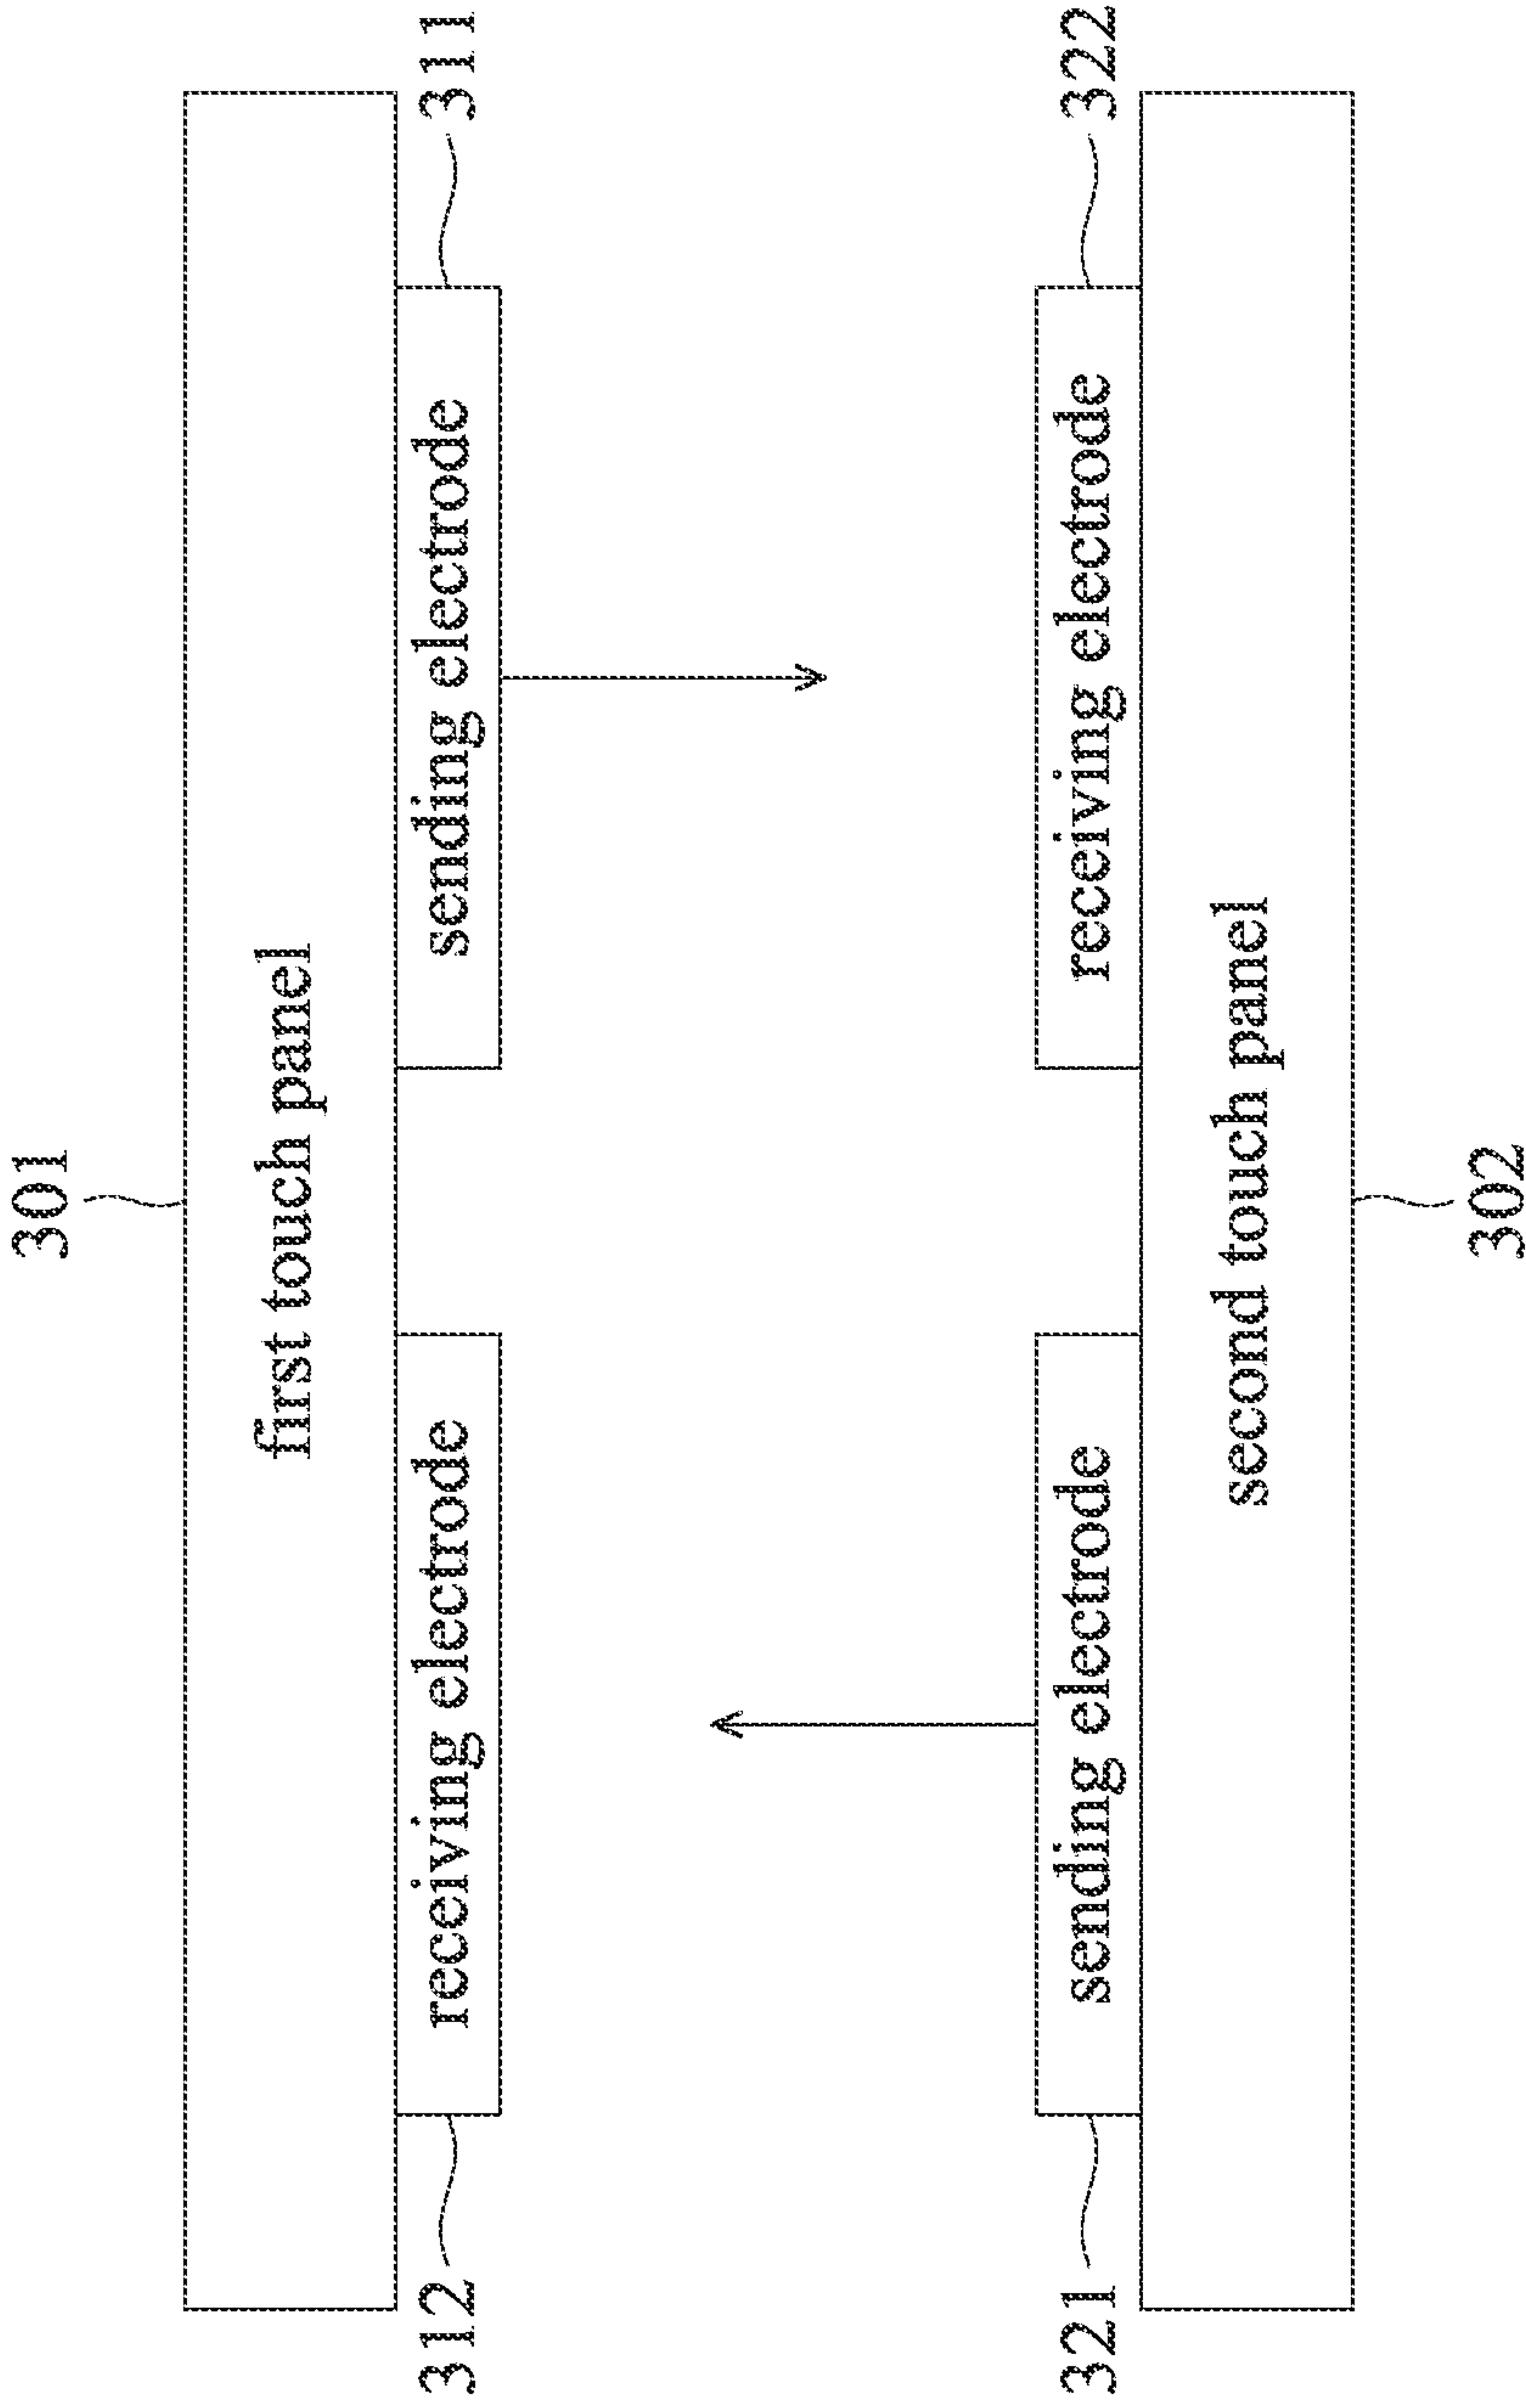 301
first touch panel
312
receiving electrode
sending electrode
311
321
sending electrode
receiving electrode
322
second touch panel
302